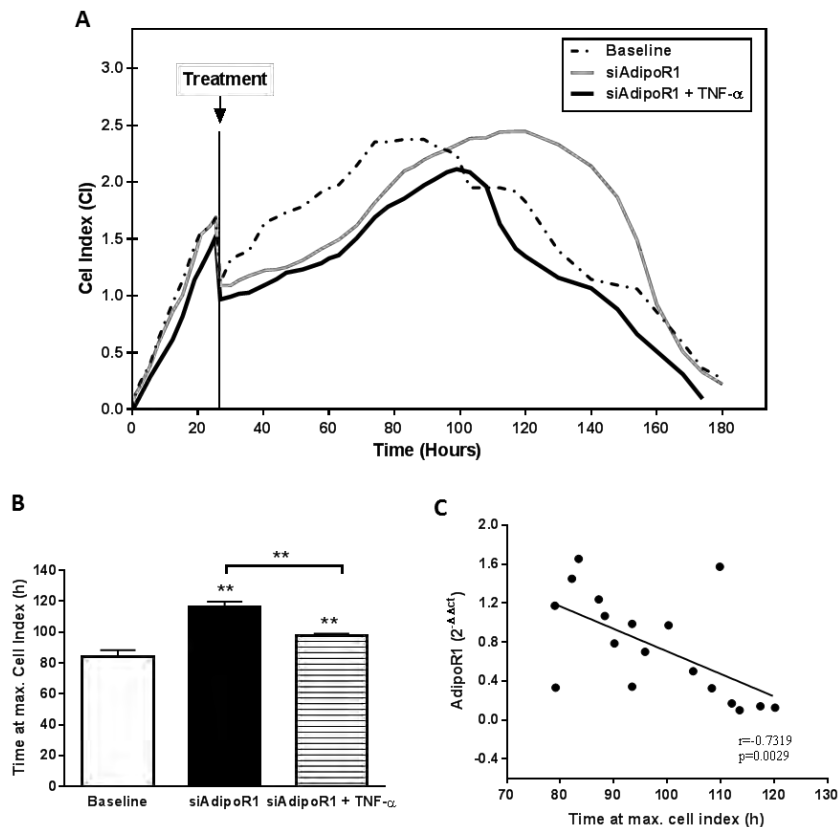 A
Treatment
Baseline
siAdipoR1
siAdipoR1 + TNF-α
Cel Index (CI)
3.0
2.5
2.0
1.5
1.0
0.5
0.0
0 20 40 60 80 100 120 140 160 180
Time (Hours)
B
Time at max. Cell Index (h)
140
120
100
80
60
40
20
0
**
**
**
Baseline siAdipoR1 siAdipoR1 + TNF-α
C
AdipoR1 (2^-ΔΔct)
2.0
1.6
1.2
0.8
0.4
0.0
-0.4
r=-0.7319
p=0.0029
70 80 90 100 110 120 130
Time at max. cell index (h)